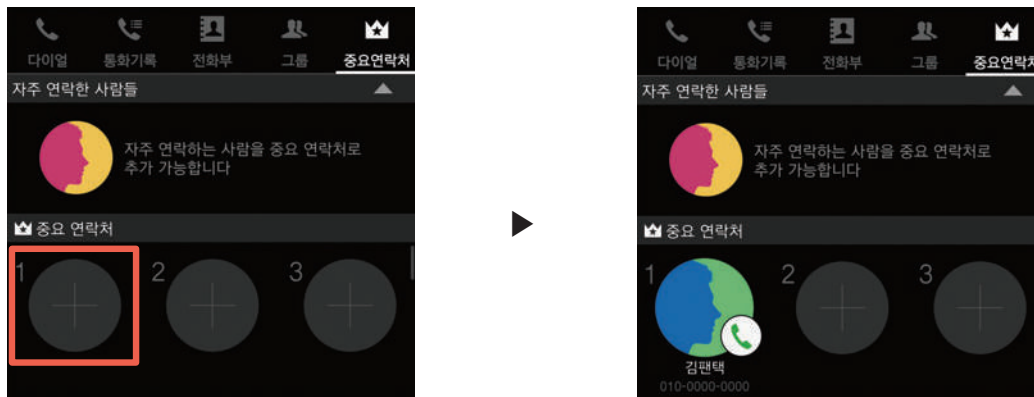 다이얼 통화기록 전화부 그룹 중요연락처
자주 연락한 사람들
자주 연락하는 사람을 중요 연락처로
추가 가능합니다
중요 연락처
1 2 3
다이얼 통화기록 전화부 그룹 중요연락처
자주 연락한 사람들
자주 연락하는 사람을 중요 연락처로
추가 가능합니다
중요 연락처
1 2 3
김팬택
010-0000-0000